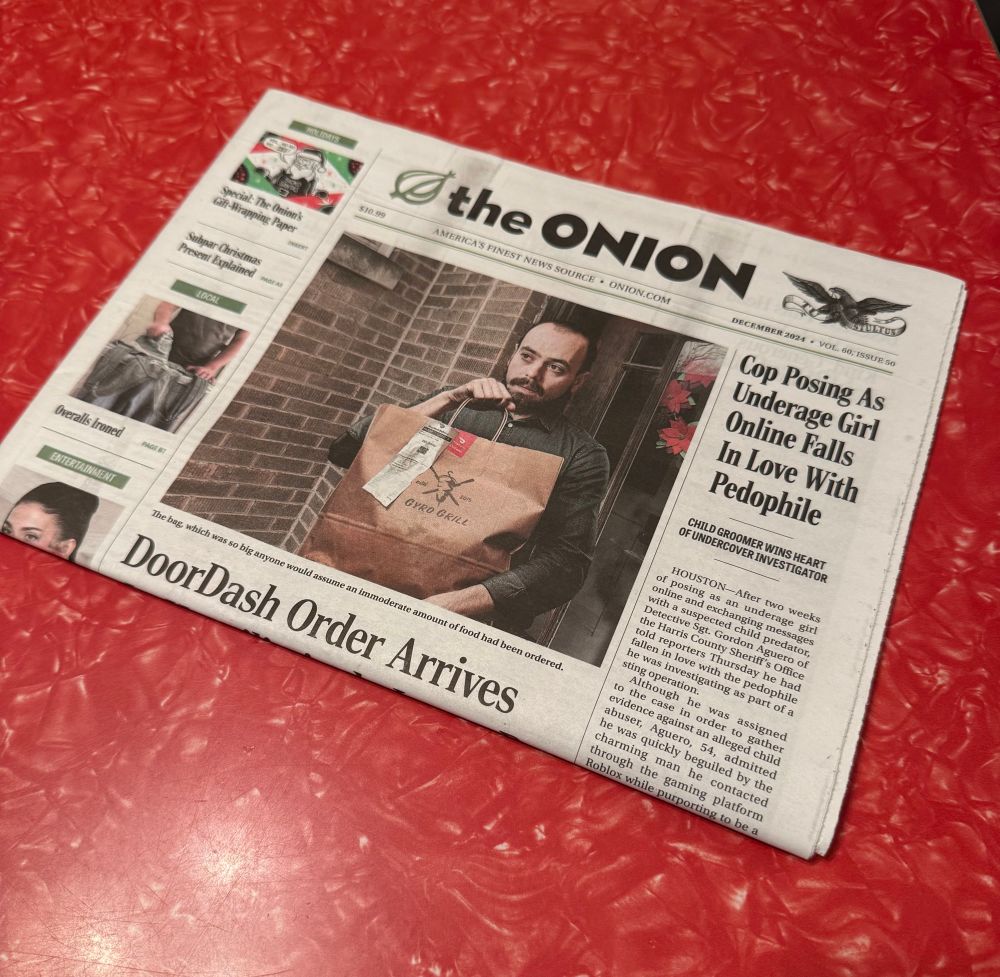 the ONION
$10.99
AMERICA'S FINEST NEWS SOURCE • ONION.COM
DECEMBER 2024 • VOL. 60, ISSUE 50
HOLIDAYS
Special: The Onion's
Gift-Wrapping Paper
INSERT
Subpar Christmas
Present Explained
LOCAL
Overalls Ironed
ENTERTAINMENT
GYRO GRILL
The bag, which was so big anyone would assume an immoderate amount of food had been ordered.
DoorDash Order Arrives
Cop Posing As
Underage Girl
Online Falls
In Love With
Pedophile
CHILD GROOMER WINS HEART
OF UNDERCOVER INVESTIGATOR
HOUSTON—After two weeks
of posing as an underage girl
online and exchanging messages
with a suspected child predator,
Detective Sgt. Gordon Aguero of
the Harris County Sheriff's Office
told reporters Thursday he had
fallen in love with the pedophile
he was investigating as part of a
sting operation.
Although he was assigned
to the case in order to gather
evidence against an alleged child
abuser, Aguero, 54, admitted
he was quickly beguiled by the
charming man he contacted
through the gaming platform
Roblox while purporting to be a